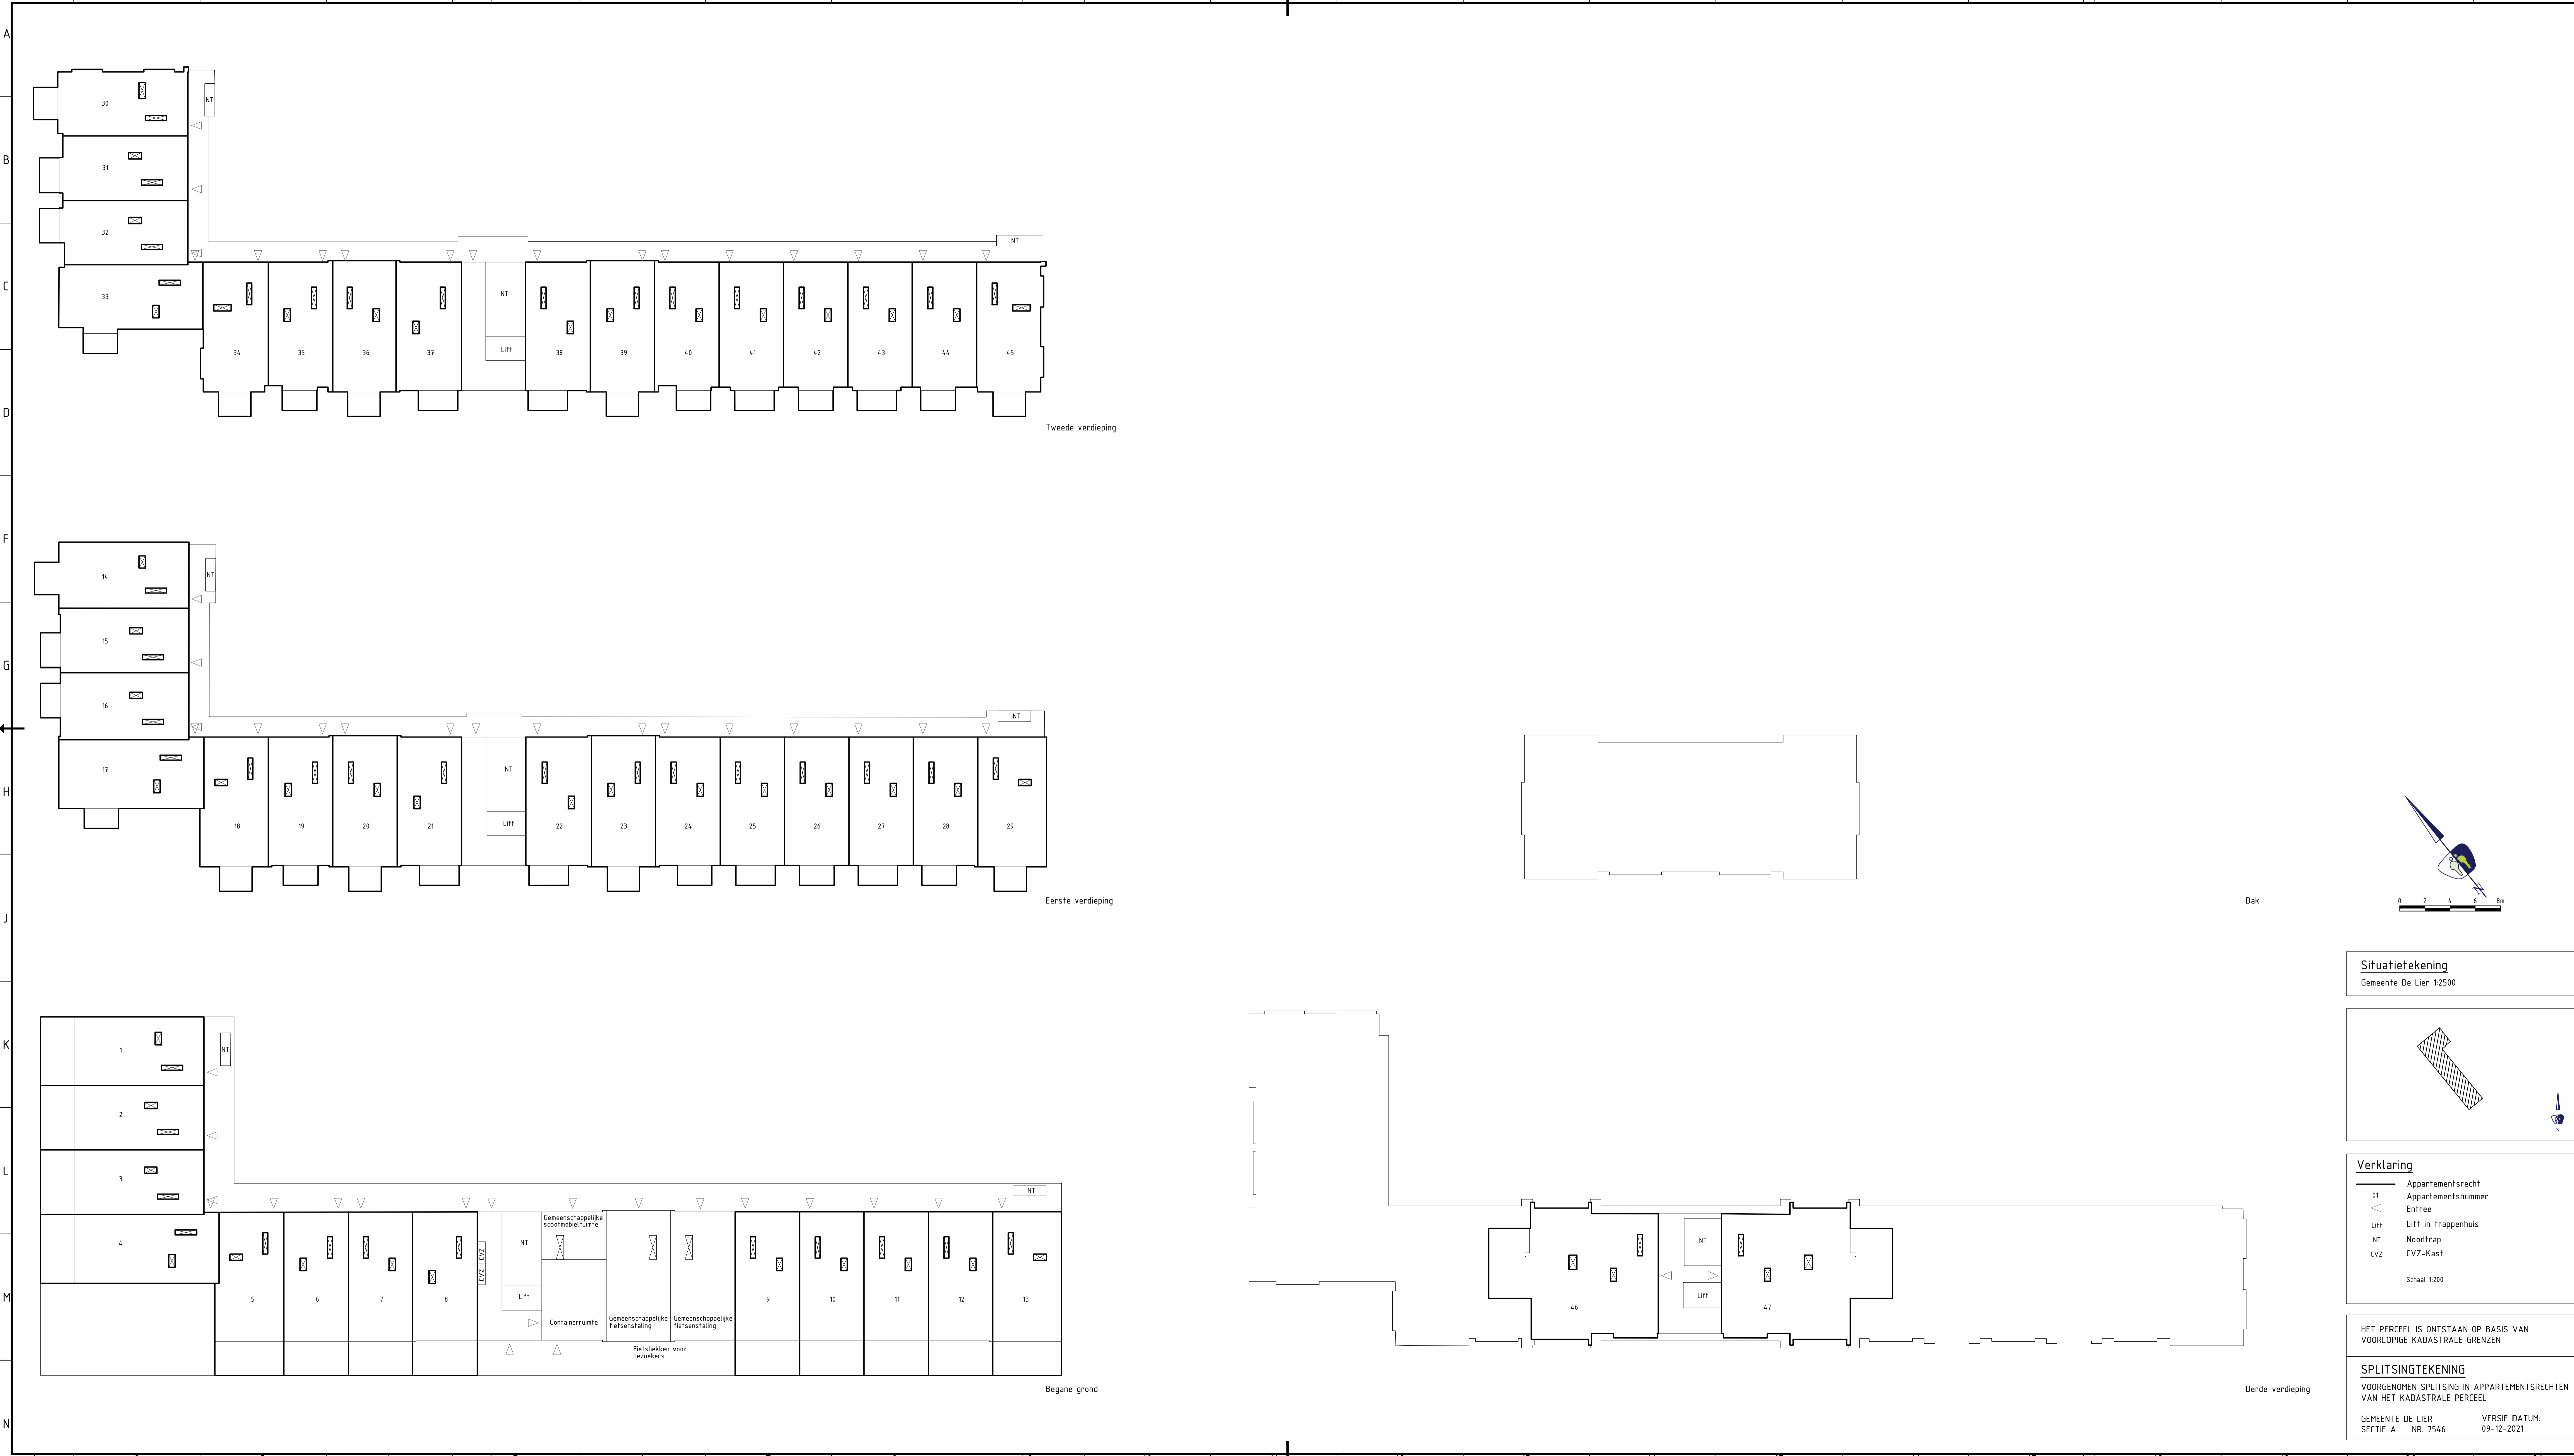 A
B
C
D
F
G
H
J
K
L
M
N
30
NT
31
32
33
NT
NT
Lift
34
35
36
37
38
39
40
41
42
43
44
45
Tweede verdieping
14
NT
15
16
17
NT
NT
Lift
18
19
20
21
22
23
24
25
26
27
28
29
Eerste verdieping
1
NT
2
3
4
NT
Gemeenschappelijke
scootmobielruimte
NT
CVZ
CVZ
Lift
5
6
7
8
9
10
11
12
13
Containerruimte
Gemeenschappelijke
fietsenstaling
Gemeenschappelijke
fietsenstaling
Fietshekken voor
bezoekers
Begane grond
Dak
NT
Lift
46
47
Derde verdieping
N
0 2 4 6 8m
Situatietekening
Gemeente De Lier 1:2500
Verklaring
Appartementsrecht
01 Appartementsnummer
Entree
Lift Lift in trappenhuis
NT Noodtrap
CVZ CVZ-Kast
Schaal 1:200
HET PERCEEL IS ONTSTAAN OP BASIS VAN
VOORLOPIGE KADASTRALE GRENZEN
SPLITSINGTEKENING
VOORGENOMEN SPLITSING IN APPARTEMENTSRECHTEN
VAN HET KADASTRALE PERCEEL
GEMEENTE DE LIER VERSIE DATUM:
SECTIE A NR. 7546 09-12-2021